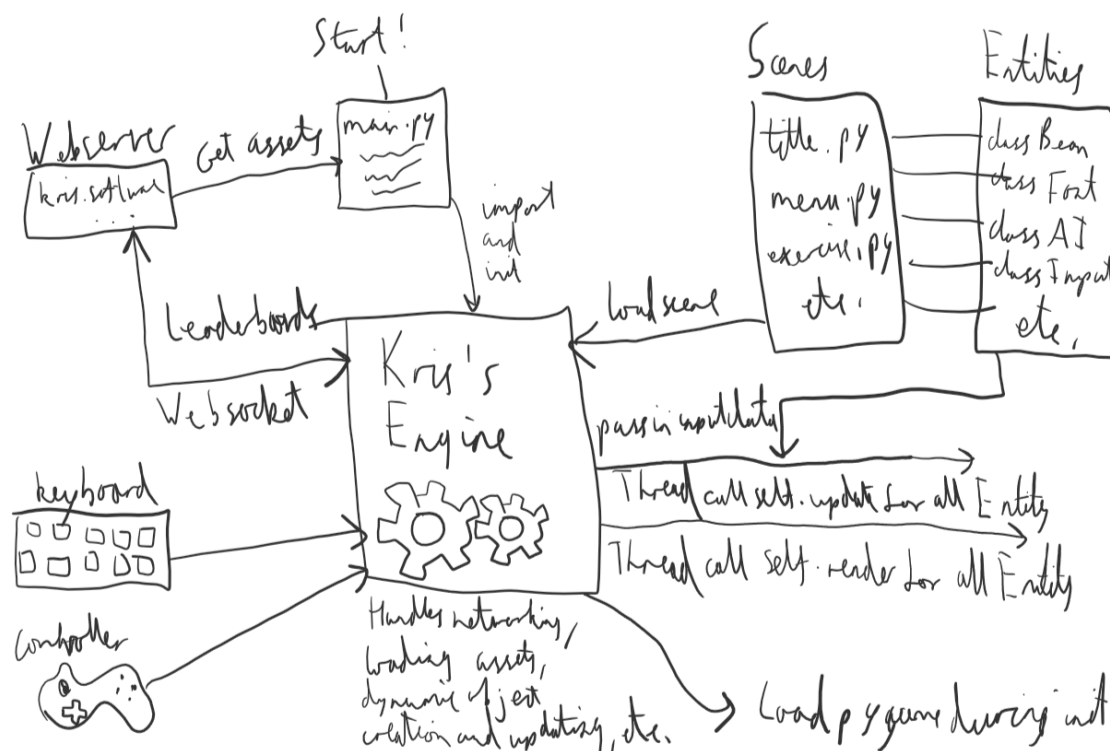 Start!
main.py
Webserver
kris.software
Get assets
import
and
init
Scenes
title.py
menu.py
exercise.py
etc.
Entities
class Bean
class Font
class AI
class Input
etc.
Leaderboards
Websocket
Load scene
Kris's
Engine
pass in input data
Thread call self.update for all Entity
Thread call self.render for all Entity
keyboard
controller
Handles networking,
loading assets,
dynamic object
creation and updating, etc.
Load pygame during init